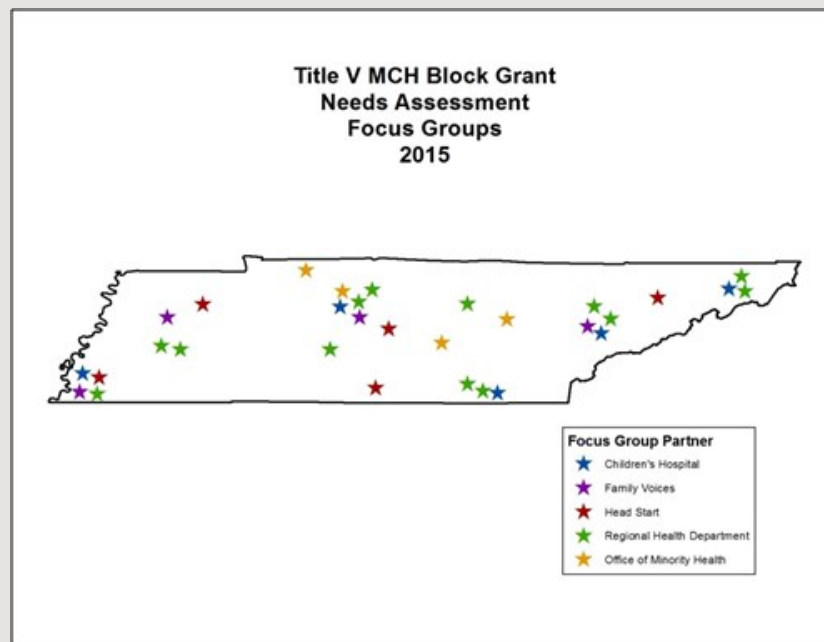 Title V MCH Block Grant
Needs Assessment
Focus Groups
2015
Focus Group Partner
Children's Hospital
Family Voices
Head Start
Regional Health Department
Office of Minority Health